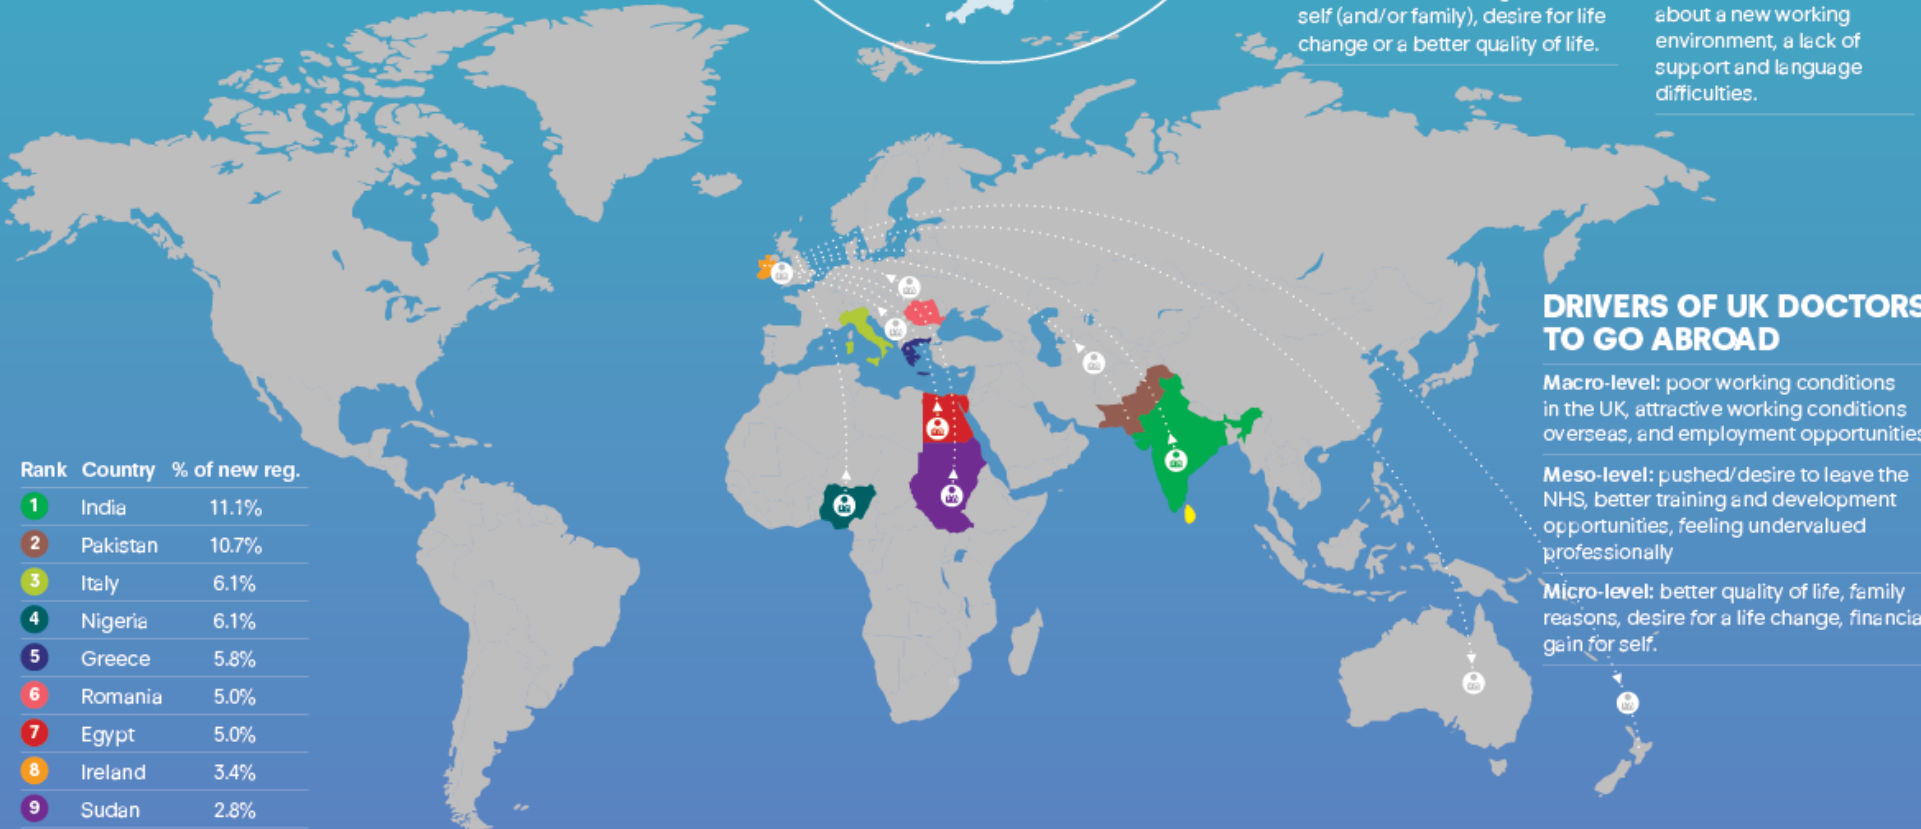 self (and/or family), desire for life
change or a better quality of life.
about a new working
environment, a lack of
support and language
difficulties.
DRIVERS OF UK DOCTORS
TO GO ABROAD
Macro-level: poor working conditions
in the UK, attractive working conditions
overseas, and employment opportunities
Meso-level: pushed/desire to leave the
NHS, better training and development
opportunities, feeling undervalued
professionally
Micro-level: better quality of life, family
reasons, desire for a life change, financia
gain for self.
Rank Country % of new reg.
1 India 11.1%
2 Pakistan 10.7%
3 Italy 6.1%
4 Nigeria 6.1%
5 Greece 5.8%
6 Romania 5.0%
7 Egypt 5.0%
8 Ireland 3.4%
9 Sudan 2.8%